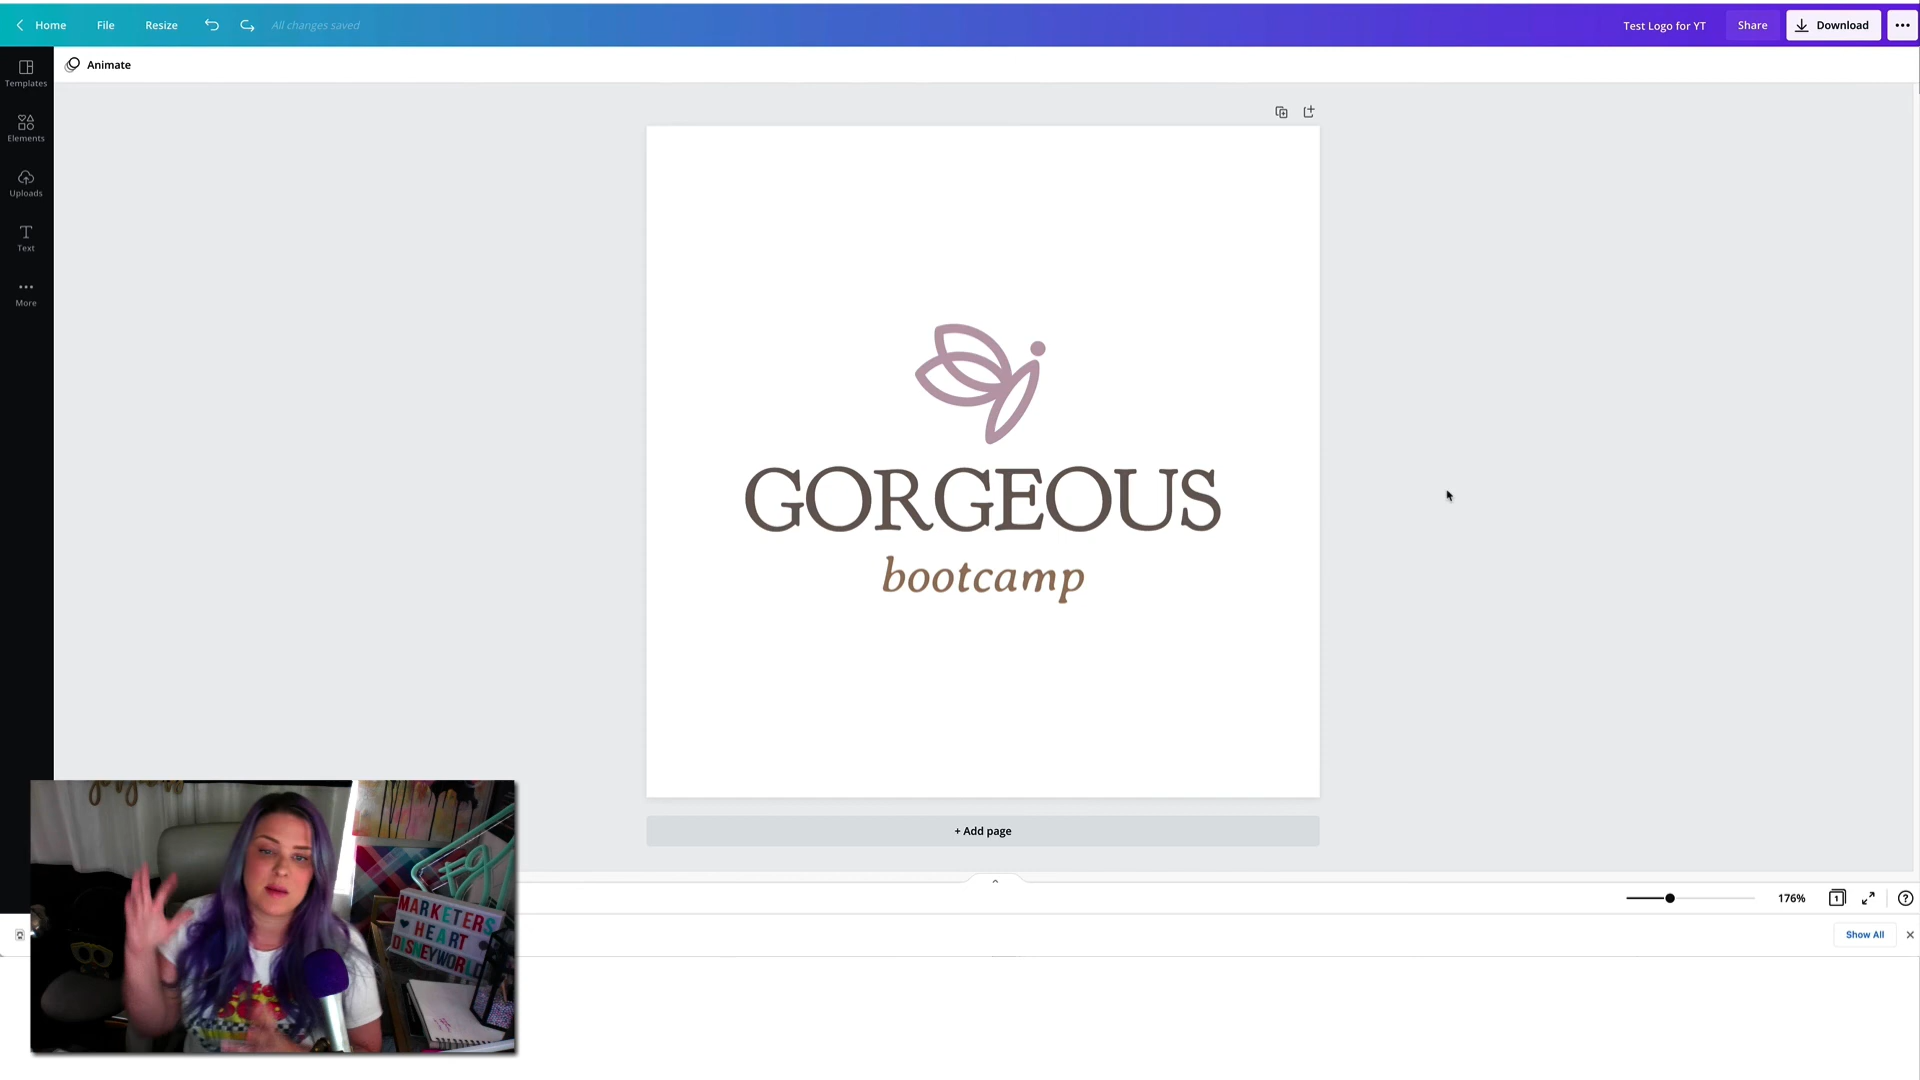 Home File Resize All changes saved Test Logo for YT Share Download
Animate
Templates
Elements
Uploads
Text
More
GORGEOUS
bootcamp
+ Add page
176%
1
?
Show All
MARKETERS
HEART
DISNEYWORLD